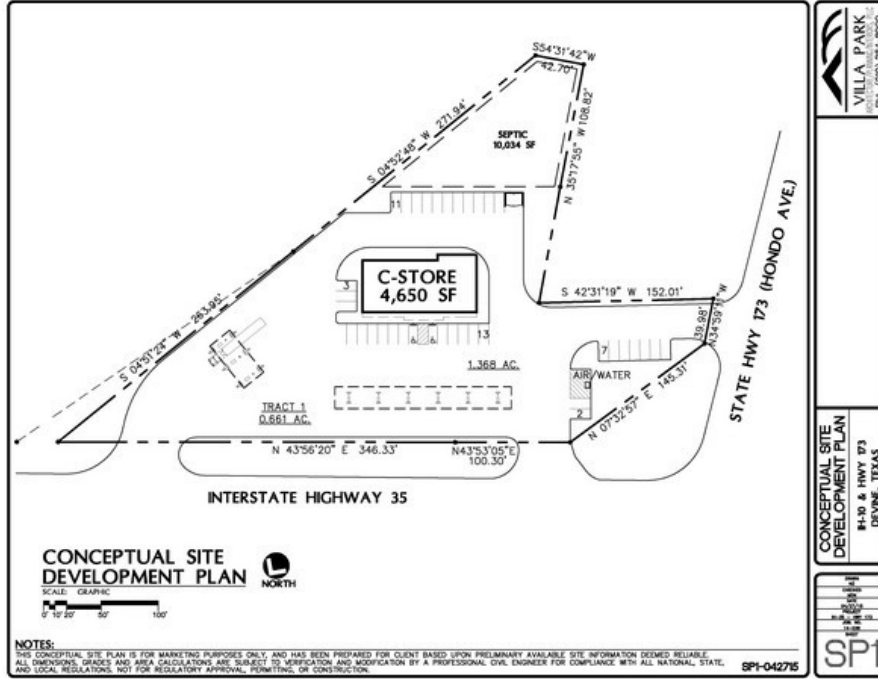 S54°31'42"W
42.70'
S 04°52'48" W 271.94'
N 35°17'55" W 108.82'
SEPTIC
10,034 SF
11
C-STORE
4,650 SF
3
13
S 42°31'19" W 152.01'
39.98'
N34°59'11"W
STATE HWY 173 (HONDO AVE.)
S 04°51'24" W 263.95'
7
1.368 AC.
AIR/WATER
TRACT 1
0.661 AC.
2
N 07°32'57" E 145.31'
N 43°56'20" E 346.33'
N43°53'05"E
100.30'
INTERSTATE HIGHWAY 35
CONCEPTUAL SITE
DEVELOPMENT PLAN
NORTH
SCALE: GRAPHIC
0' 10' 20' 50' 100'
NOTES:
THIS CONCEPTUAL SITE PLAN IS FOR MARKETING PURPOSES ONLY, AND HAS BEEN PREPARED FOR CLIENT BASED UPON PRELIMINARY AVAILABLE SITE INFORMATION DEEMED RELIABLE.
ALL DIMENSIONS, GRADES AND AREA CALCULATIONS ARE SUBJECT TO VERIFICATION AND MODIFICATION BY A PROFESSIONAL CIVIL ENGINEER FOR COMPLIANCE WITH ALL NATIONAL, STATE,
AND LOCAL REGULATIONS. NOT FOR REGULATORY APPROVAL, PERMITTING, OR CONSTRUCTION.
SP1-042715
VILLA PARK
CONCEPTUAL SITE
DEVELOPMENT PLAN
IH-10 & HWY 173
DEVINE, TEXAS
SP1